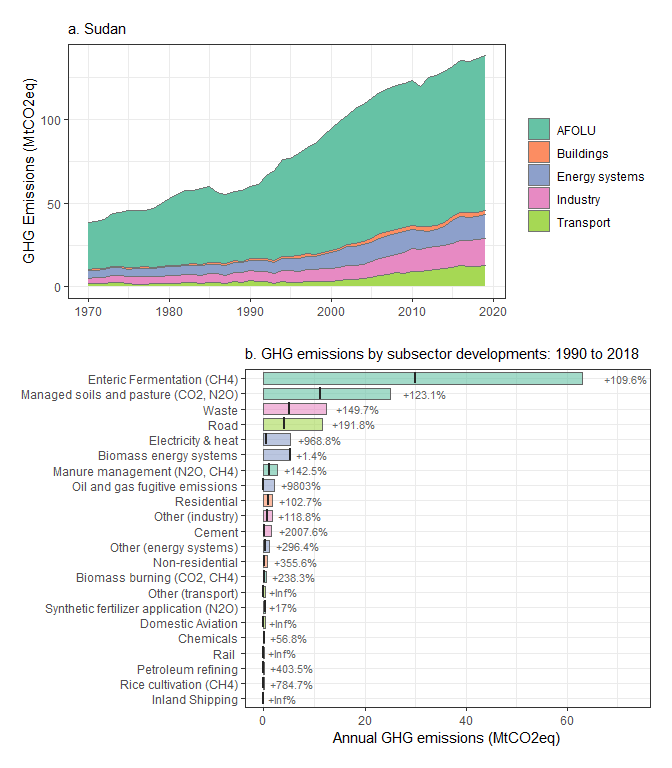 a. Sudan
GHG Emissions (MtCO2eq)
100
50
0
1970
1980
1990
2000
2010
2020
AFOLU
Buildings
Energy systems
Industry
Transport
b. GHG emissions by subsector developments: 1990 to 2018
Enteric Fermentation (CH4) +109.6%
Managed soils and pasture (CO2, N2O) +123.1%
Waste +149.7%
Road +191.8%
Electricity & heat +968.8%
Biomass energy systems +1.4%
Manure management (N2O, CH4) +142.5%
Oil and gas fugitive emissions +9803%
Residential +102.7%
Other (industry) +118.8%
Cement +2007.6%
Other (energy systems) +296.4%
Non-residential +355.6%
Biomass burning (CO2, CH4) +238.3%
Other (transport) +Inf%
Synthetic fertilizer application (N2O) +17%
Domestic Aviation +Inf%
Chemicals +56.8%
Rail +Inf%
Petroleum refining +403.5%
Rice cultivation (CH4) +784.7%
Inland Shipping +Inf%
0
20
40
60
Annual GHG emissions (MtCO2eq)